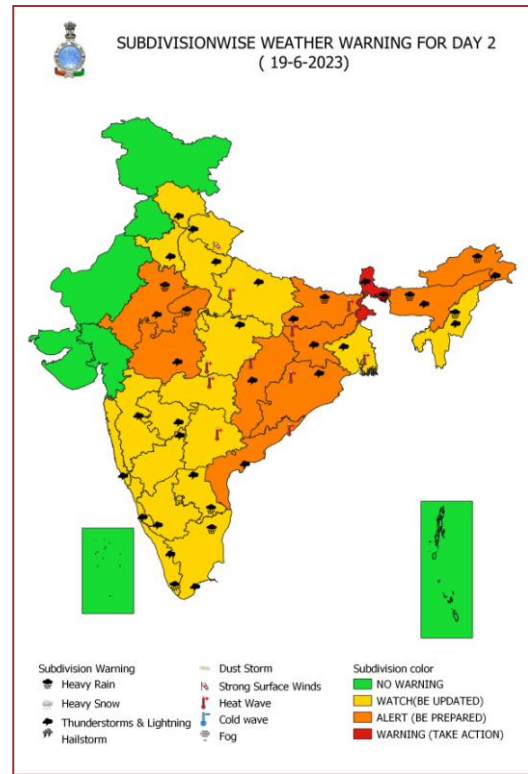 SUBDIVISIONWISE WEATHER WARNING FOR DAY 2
( 19-6-2023)
Subdivision Warning
Heavy Rain
Heavy Snow
Thunderstorms & Lightning
Hailstorm
Dust Storm
Strong Surface Winds
Heat Wave
Cold wave
Fog
Subdivision color
NO WARNING
WATCH(BE UPDATED)
ALERT (BE PREPARED)
WARNING (TAKE ACTION)